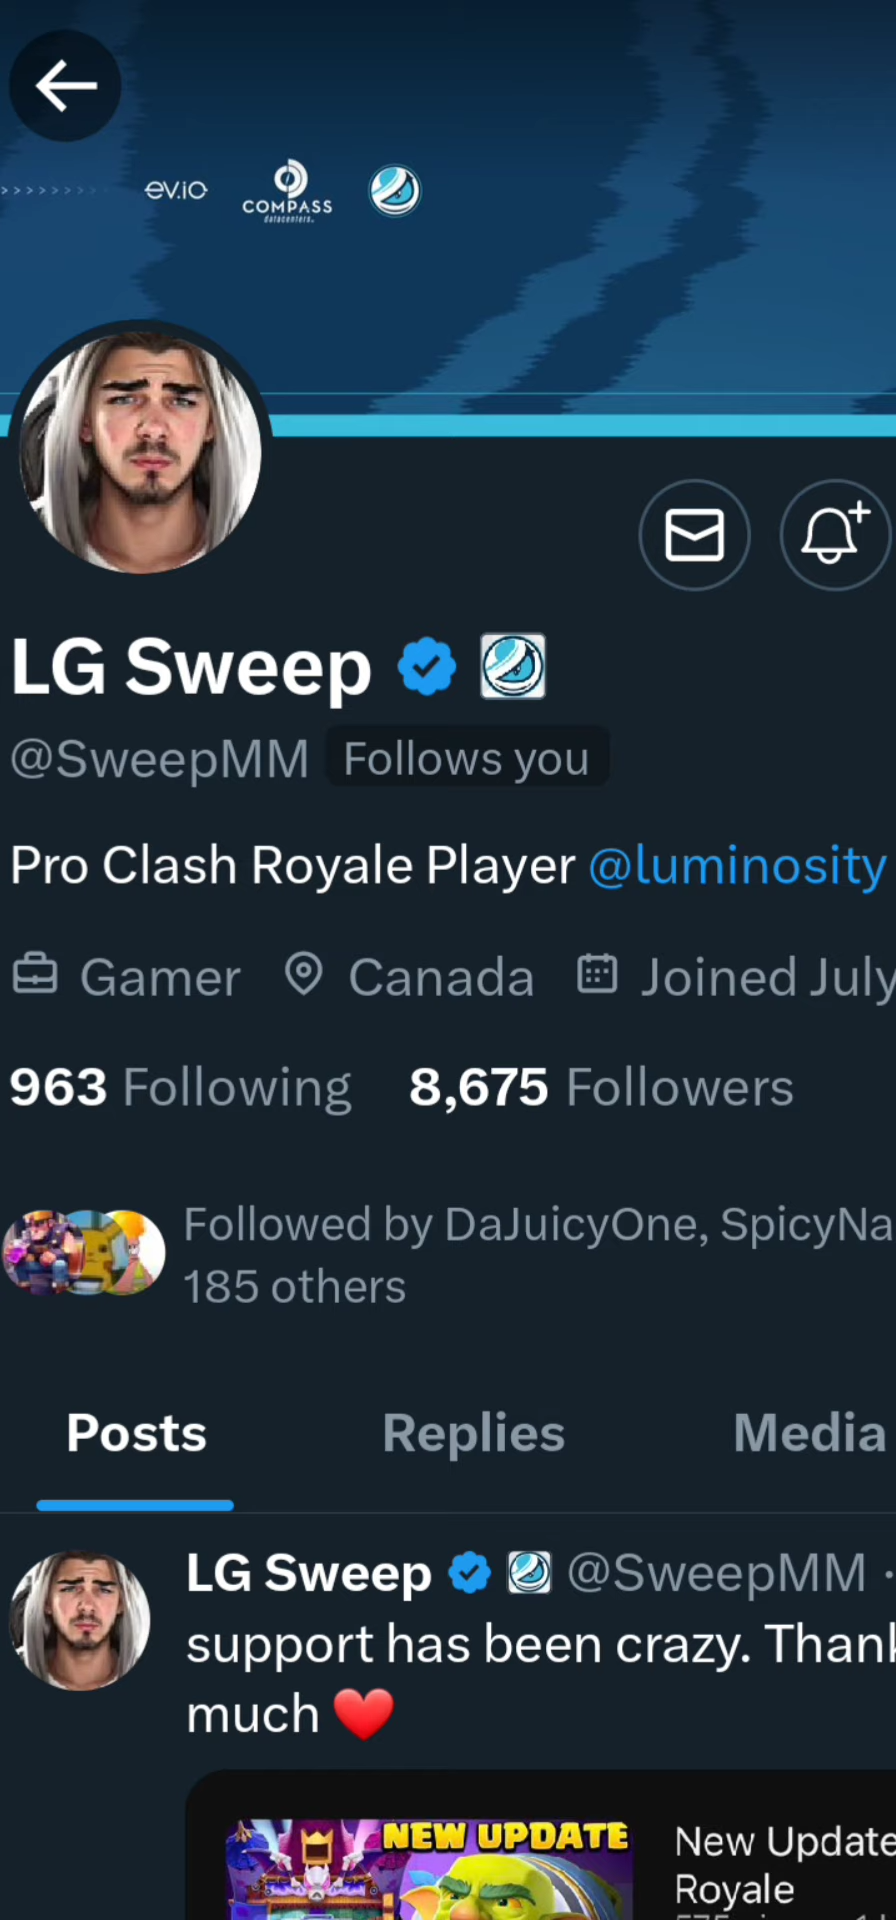 ev.io
COMPASS
datacenters.
LG Sweep
@SweepMM Follows you
Pro Clash Royale Player @luminosity
Gamer Canada Joined July
963 Following 8,675 Followers
Followed by DaJuicyOne, SpicyNa
185 others
Posts Replies Media
LG Sweep @SweepMM ·
support has been crazy. Thank
much ❤️
NEW UPDATE
New Update
Royale